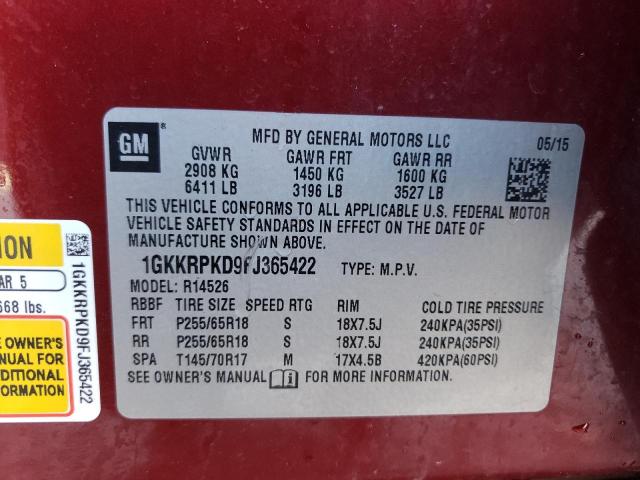 GM ®
MFD BY GENERAL MOTORS LLC 05/15
GVWR GAWR FRT GAWR RR
2908 KG 1450 KG 1600 KG
6411 LB 3196 LB 3527 LB
THIS VEHICLE CONFORMS TO ALL APPLICABLE U.S. FEDERAL MOTOR
VEHICLE SAFETY STANDARDS IN EFFECT ON THE DATE OF
MANUFACTURE SHOWN ABOVE.
1GKKRPKD9FJ365422 TYPE: M.P.V.
MODEL: R14526
RBBF TIRE SIZE SPEED RTG RIM COLD TIRE PRESSURE
FRT P255/65R18 S 18X7.5J 240KPA(35PSI)
RR P255/65R18 S 18X7.5J 240KPA(35PSI)
SPA T145/70R17 M 17X4.5B 420KPA(60PSI)
SEE OWNER'S MANUAL i FOR MORE INFORMATION.
ION
AR 5
668 lbs.
E OWNER'S
ANUAL FOR
DITIONAL
RMATION
1GKKRPKD9FJ365422